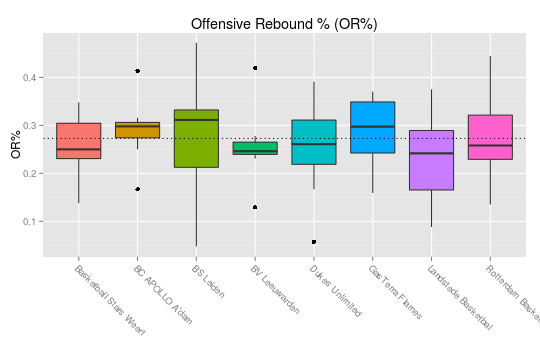 Offensive Rebound % (OR%)
OR%
0.4
0.3
0.2
0.1
Basketball Stars Weert
BC APOLLO A'dam
BS Leiden
BV Leeuwarden
Dukes Unlimited
GasTerra Flames
Landstede Basketbal
Rotterdam Baske